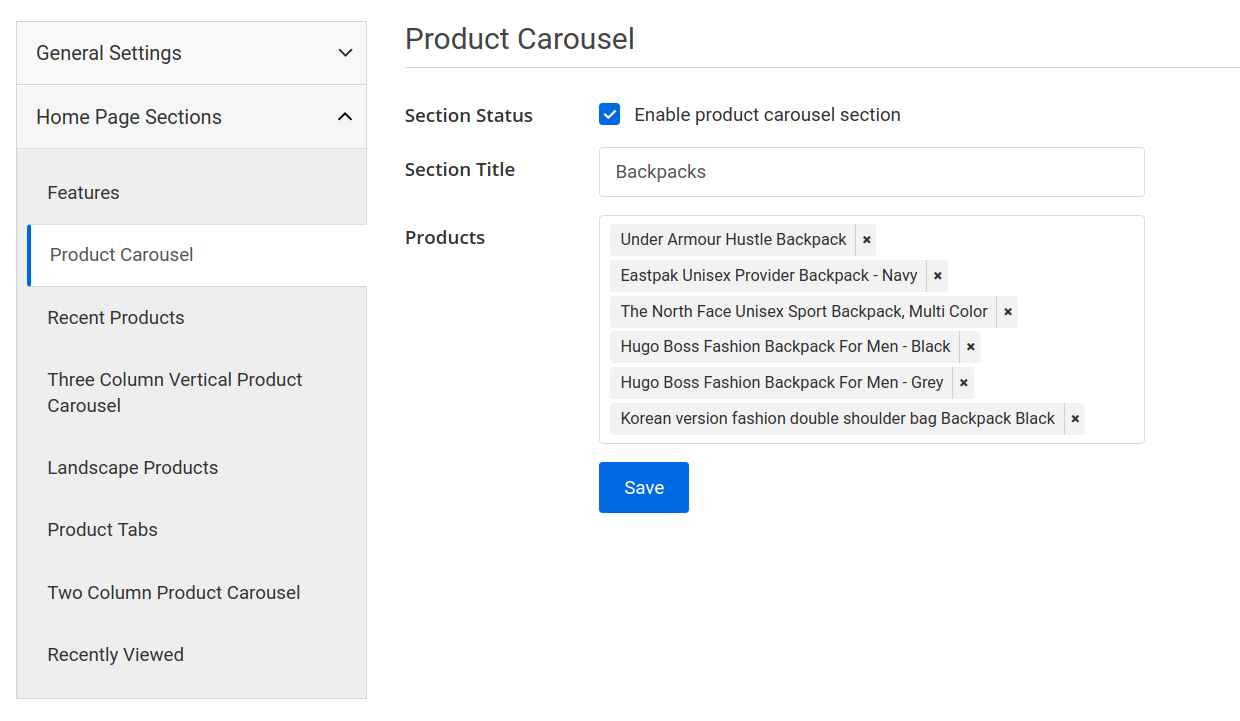 General Settings
Home Page Sections
Features
Product Carousel
Recent Products
Three Column Vertical Product
Carousel
Landscape Products
Product Tabs
Two Column Product Carousel
Recently Viewed
Product Carousel
Section Status
Enable product carousel section
Section Title
Backpacks
Products
Under Armour Hustle Backpack ×
Eastpak Unisex Provider Backpack - Navy ×
The North Face Unisex Sport Backpack, Multi Color ×
Hugo Boss Fashion Backpack For Men - Black ×
Hugo Boss Fashion Backpack For Men - Grey ×
Korean version fashion double shoulder bag Backpack Black ×
Save